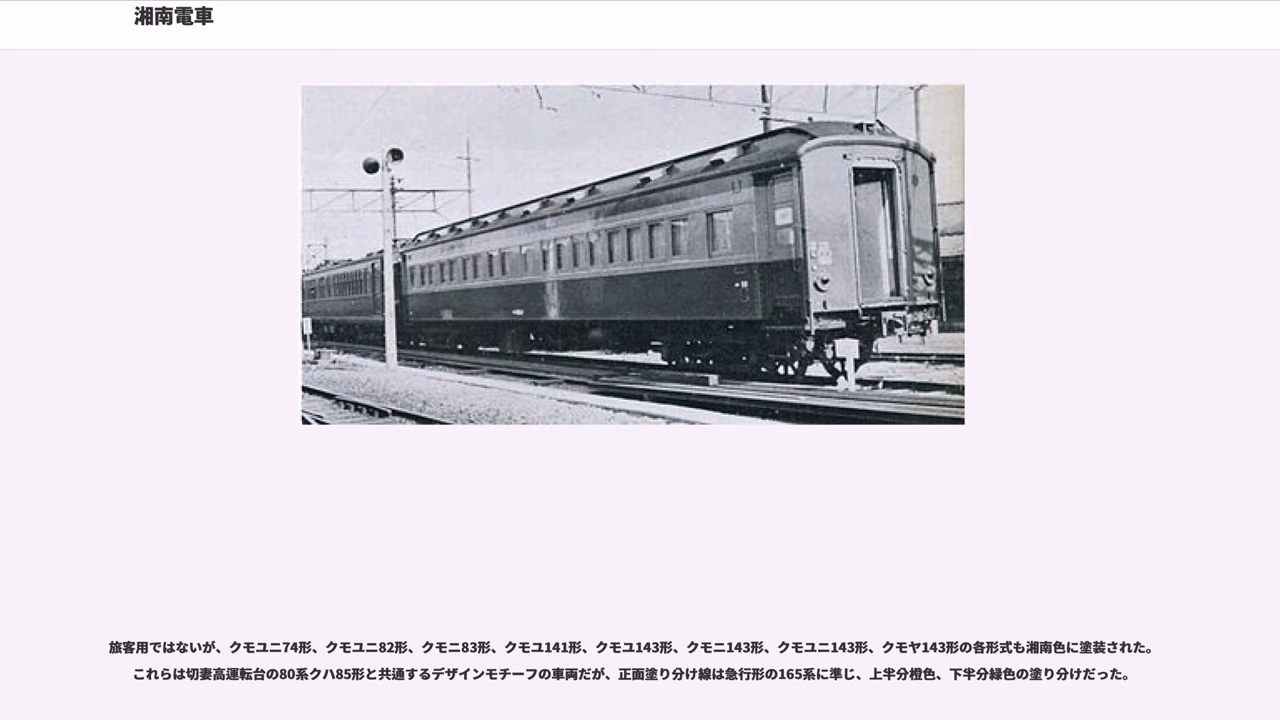 湘南電車
旅客用ではないが、クモユニ74形、クモユニ82形、クモニ83形、クモユ141形、クモユ143形、クモニ143形、クモユニ143形、クモヤ143形の各形式も湘南色に塗装された。
これらは切妻高運転台の80系クハ85形と共通するデザインモチーフの車両だが、正面塗り分け線は急行形の165系に準じ、上半分橙色、下半分緑色の塗り分けだった。